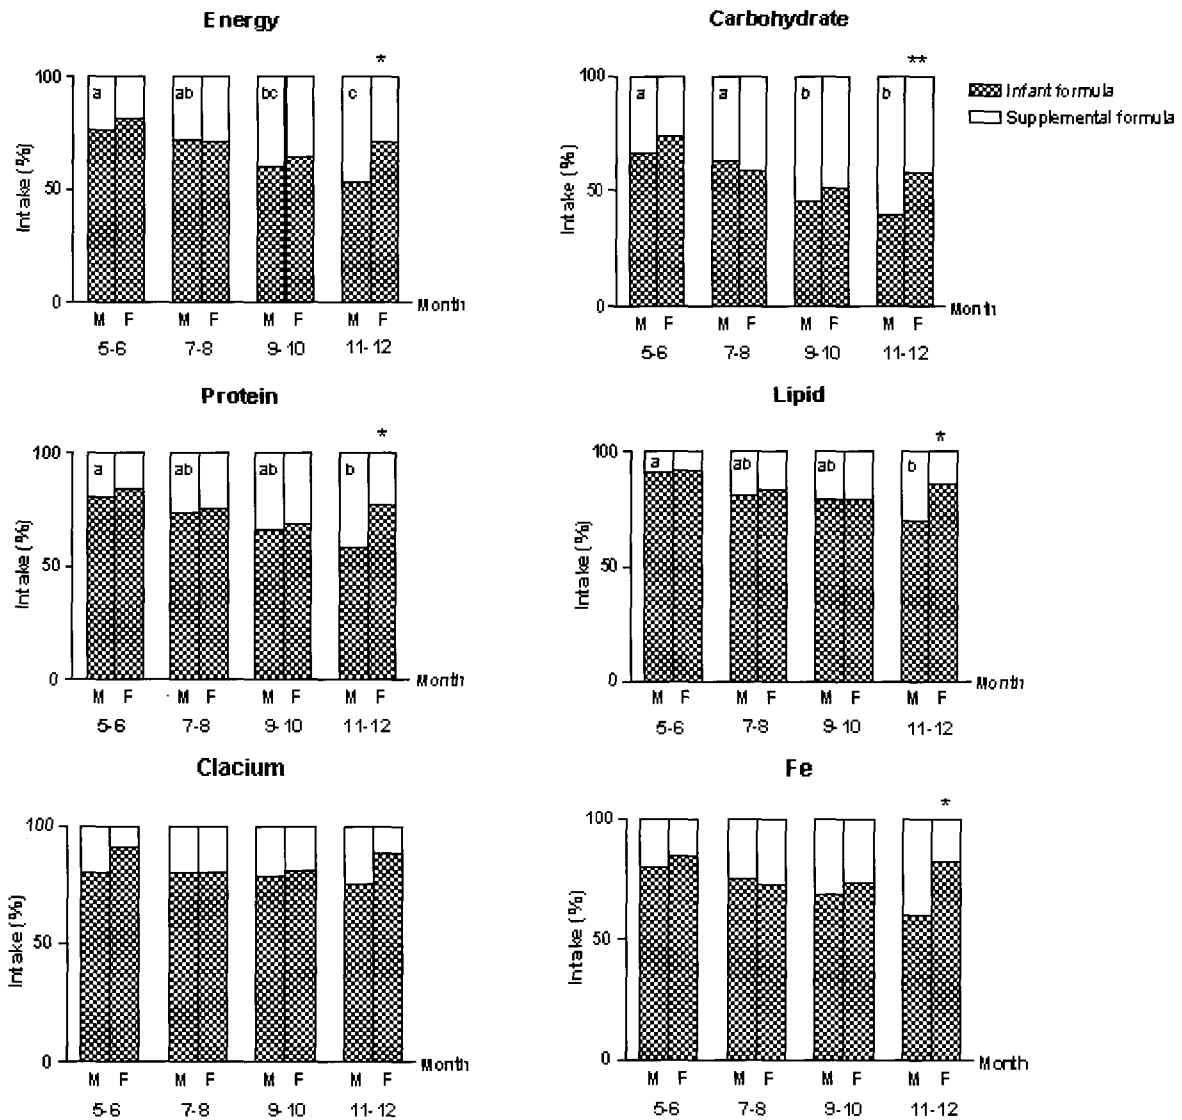 Energy
*
100
a
ab
bc
c
50
0
Intake (%)
M F M F M F M F
Month
5-6 7-8 9-10 11-12
Carbohydrate
**
100
a
a
b
b
50
0
Intake (%)
M F M F M F M F
Month
5-6 7-8 9-10 11-12
Infant formula
Supplemental formula
Protein
*
100
a
ab
ab
b
50
0
Intake (%)
M F M F M F M F
Month
5-6 7-8 9-10 11-12
Lipid
*
100
a
ab
ab
b
50
0
Intake (%)
M F M F M F M F
Month
5-6 7-8 9-10 11-12
Clacium
100
50
0
Intake (%)
M F M F M F M F
Month
5-6 7-8 9-10 11-12
Fe
*
100
50
0
Intake (%)
M F M F M F M F
Month
5-6 7-8 9-10 11-12